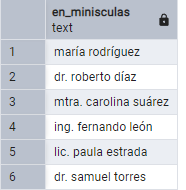 en_minisculas
text
1 maría rodríguez
2 dr. roberto díaz
3 mtra. carolina suárez
4 ing. fernando león
5 lic. paula estrada
6 dr. samuel torres